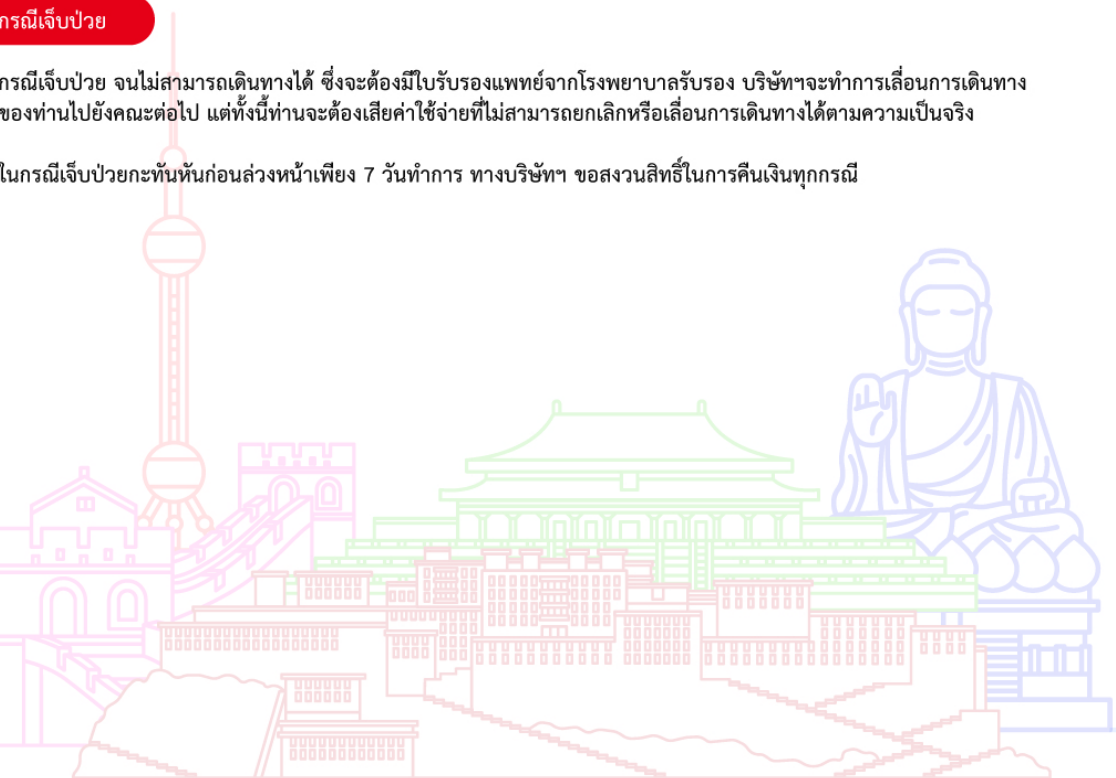 กรณีเจ็บป่วย
กรณีเจ็บป่วย จนไม่สามารถเดินทางได้ ซึ่งจะต้องมีใบรับรองแพทย์จากโรงพยาบาลรับรอง บริษัทฯจะทำการเลื่อนการเดินทาง
ของท่านไปยังคณะต่อไป แต่ทั้งนี้ท่านจะต้องเสียค่าใช้จ่ายที่ไม่สามารถยกเลิกหรือเลื่อนการเดินทางได้ตามความเป็นจริง
ในกรณีเจ็บป่วยกะทันหันก่อนล่วงหน้าเพียง 7 วันทำการ ทางบริษัทฯ ขอสงวนสิทธิ์ในการคืนเงินทุกกรณี